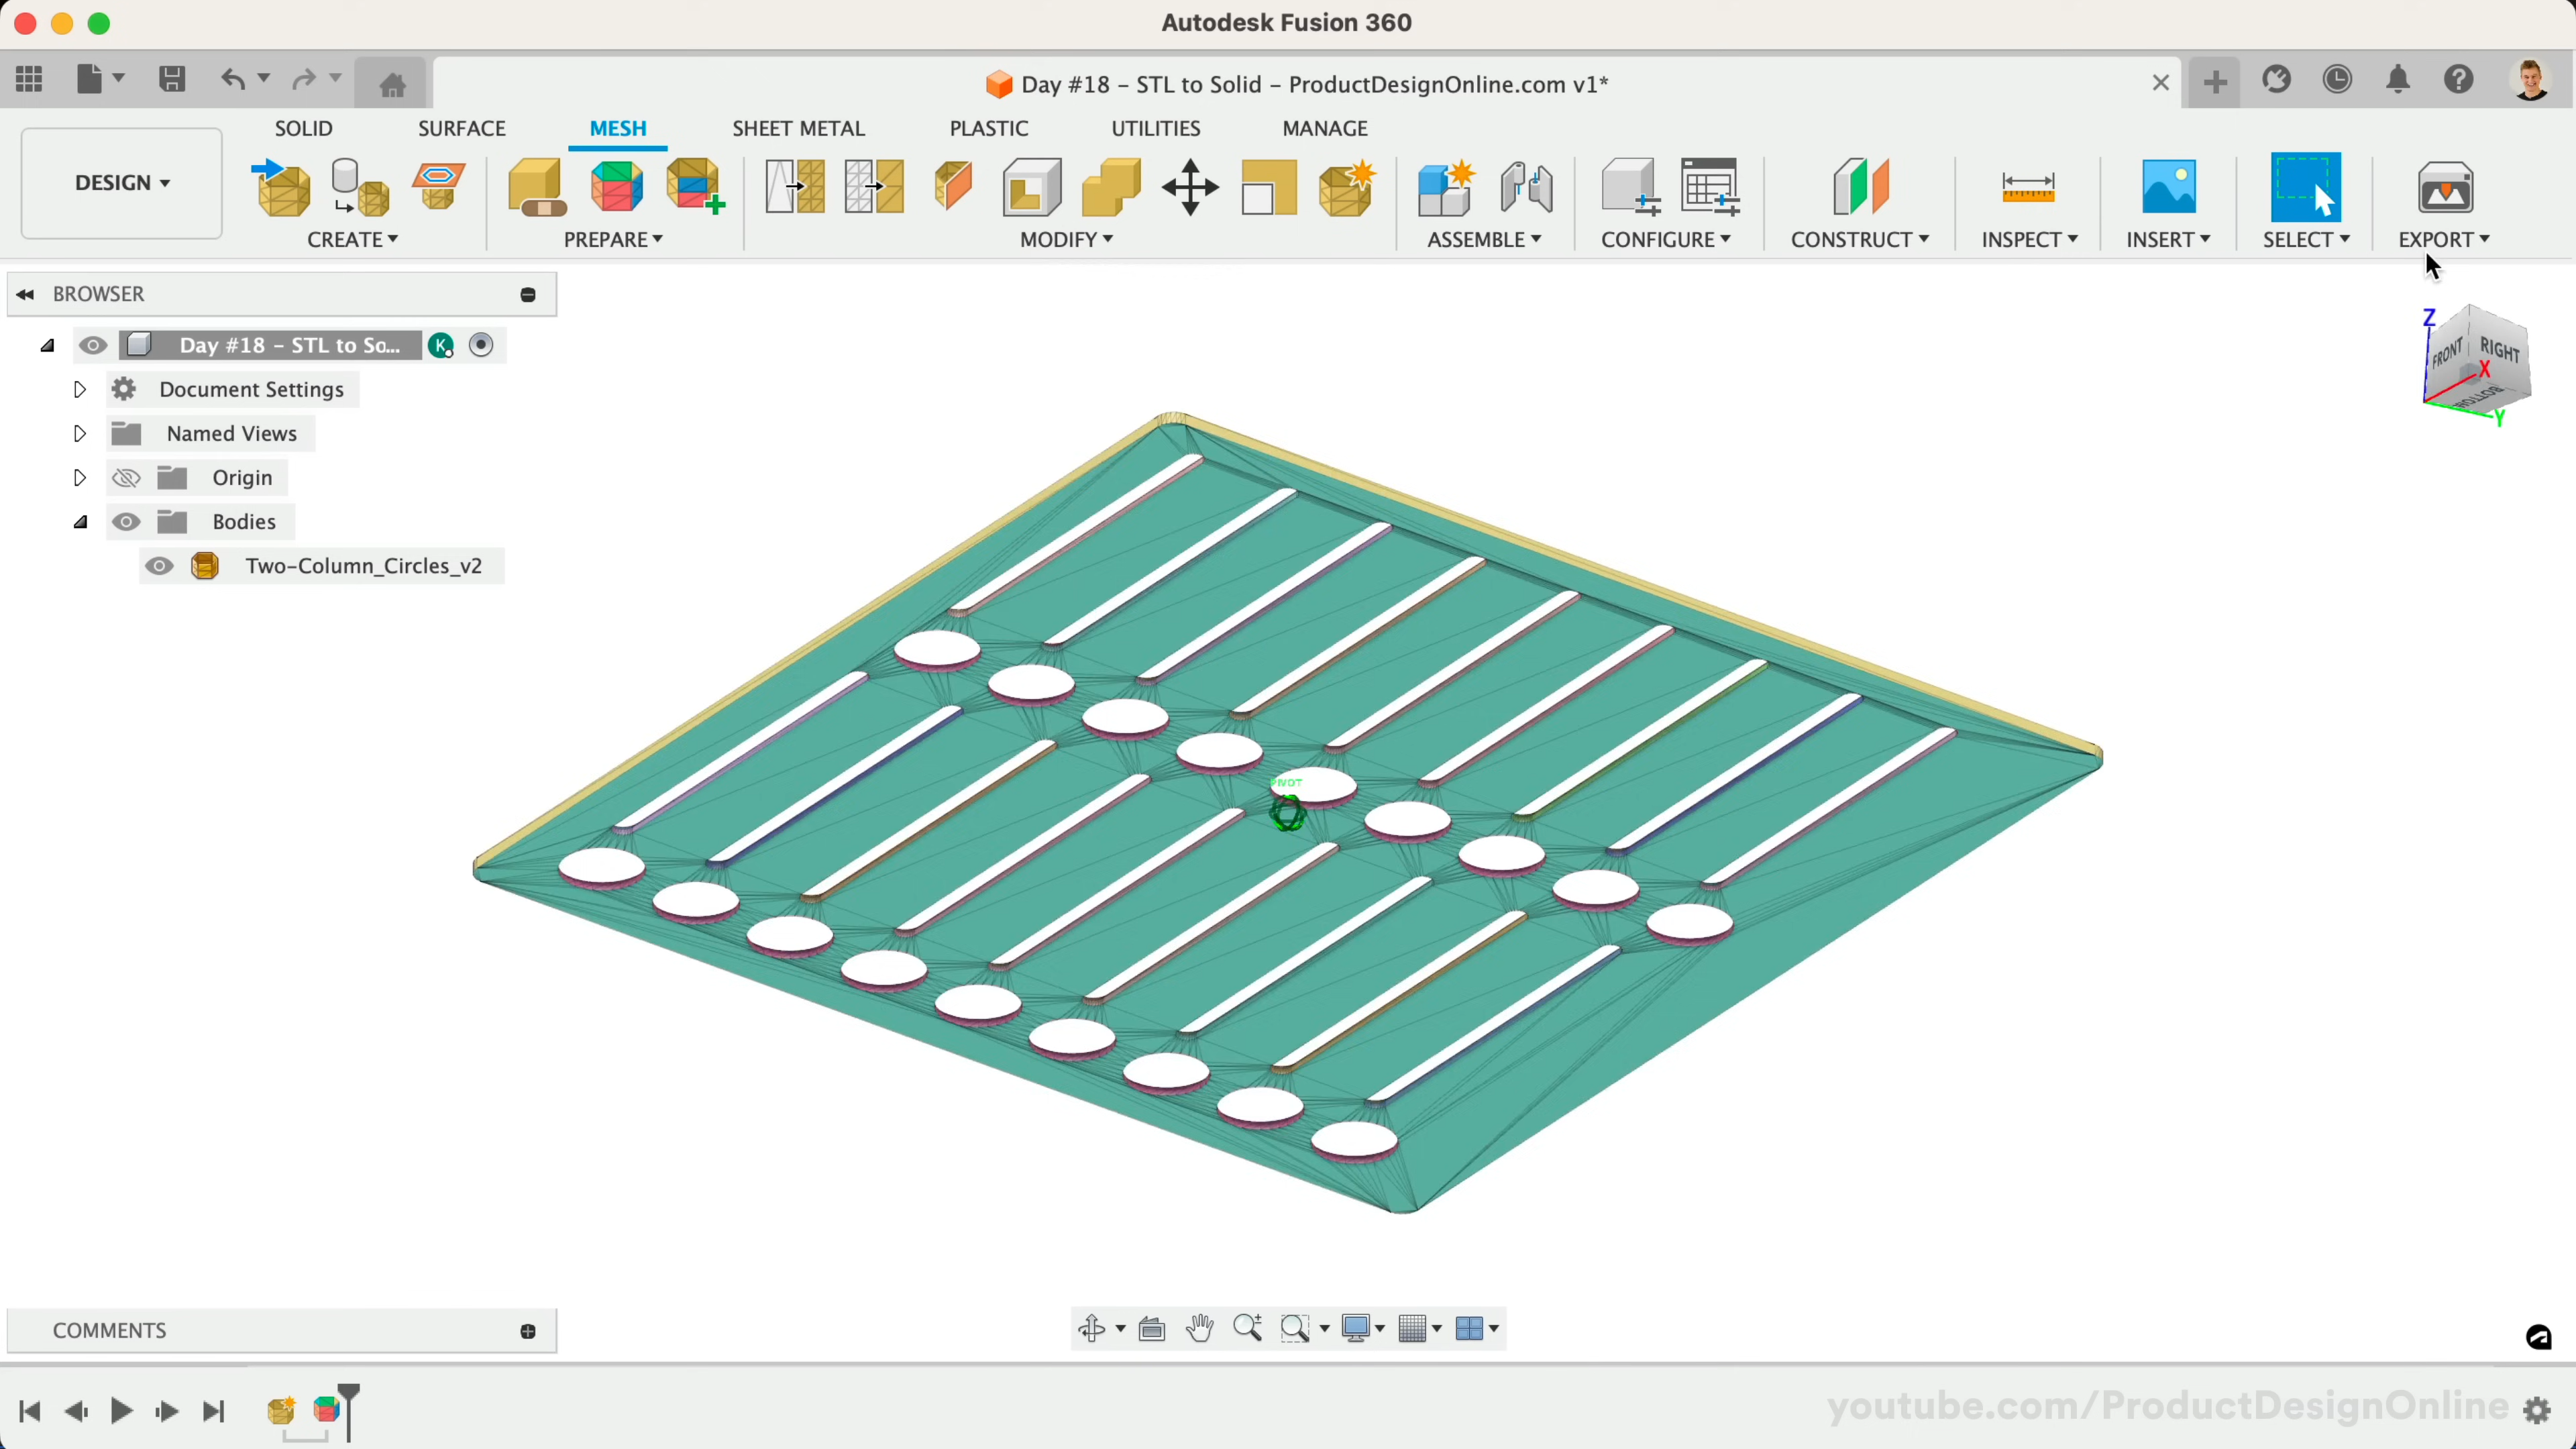 Autodesk Fusion 360
Day #18 – STL to Solid – ProductDesignOnline.com v1*
SOLID SURFACE MESH SHEET METAL PLASTIC UTILITIES MANAGE
DESIGN
CREATE PREPARE MODIFY ASSEMBLE CONFIGURE CONSTRUCT INSPECT INSERT SELECT EXPORT
BROWSER
Day #18 – STL to So...
K
Document Settings
Named Views
Origin
Bodies
Two-Column_Circles_v2
Z
FRONT RIGHT
X
BOTTOM
Y
PIVOT
COMMENTS
youtube.com/ProductDesignOnline